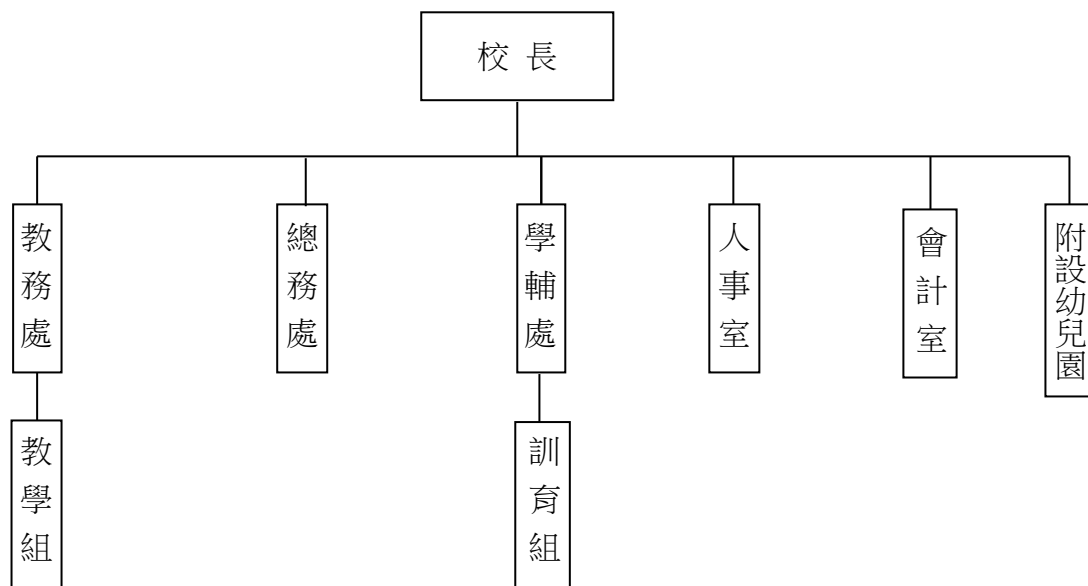 校 長
教務處
總務處
學輔處
人事室
會計室
附設幼兒園
教學組
訓育組